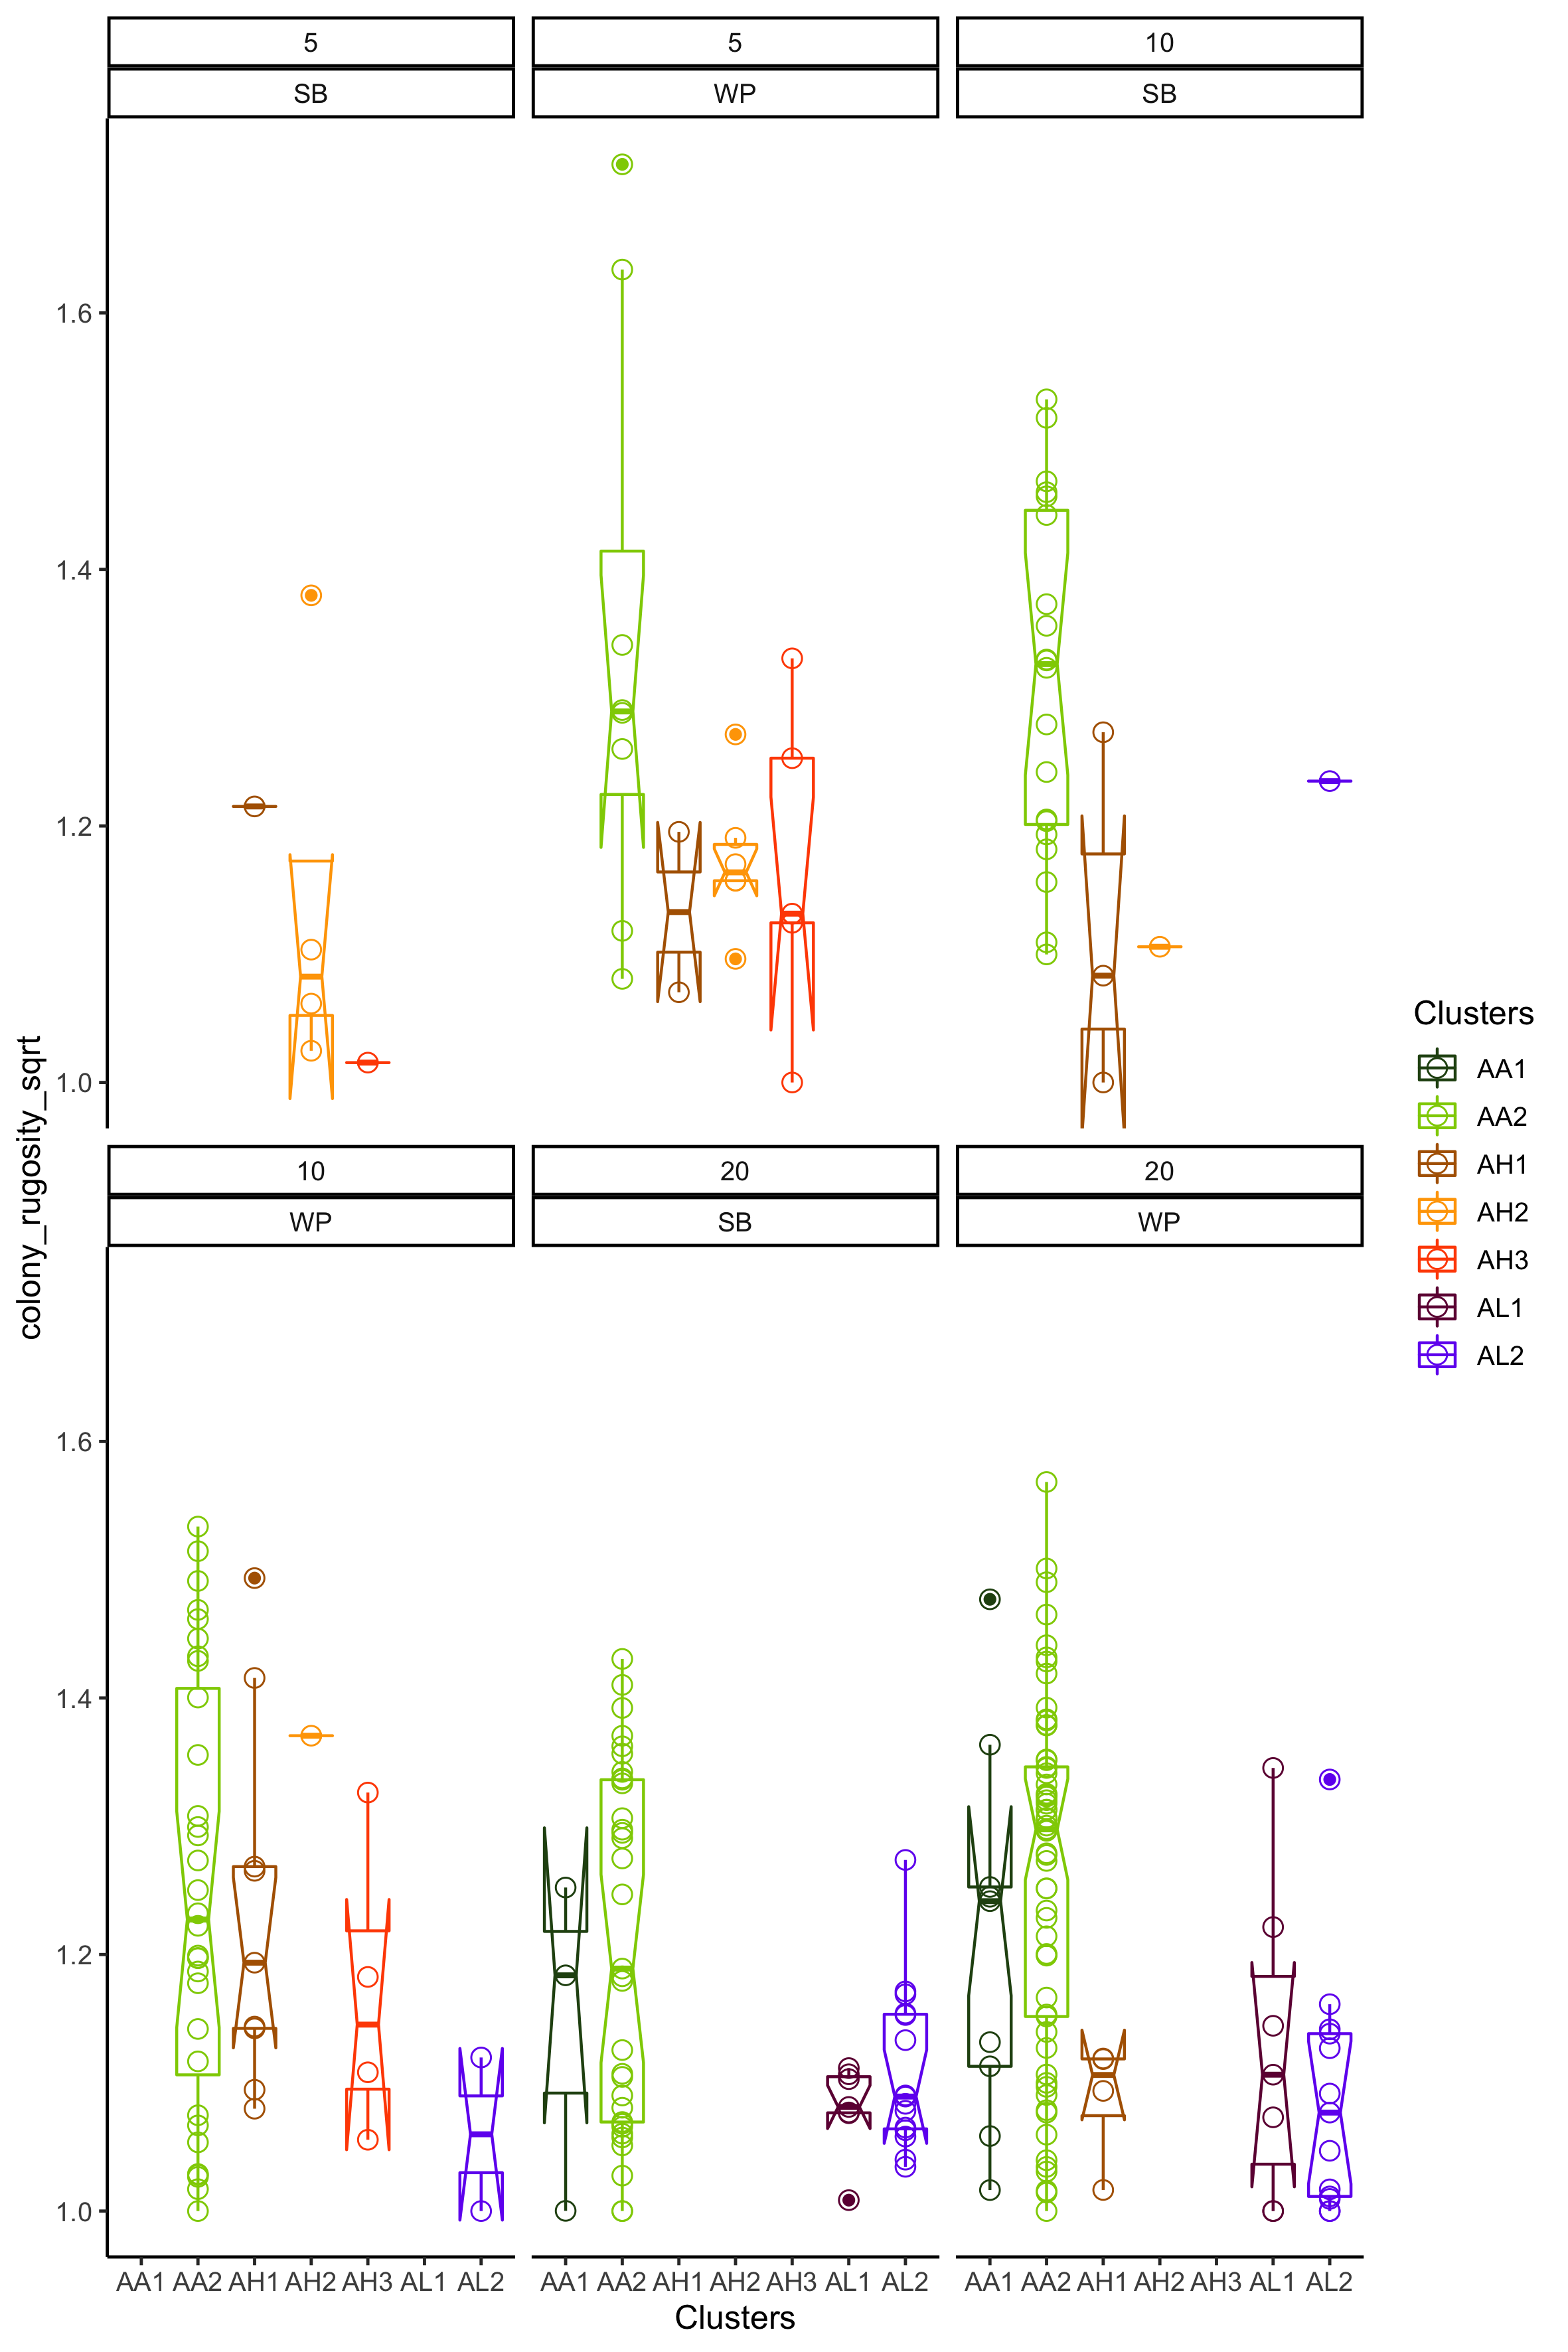 5 5 10
SB WP SB
1.6
1.4
1.2
1.0
colony_rugosity_sqrt
10 20 20
WP SB WP
1.6
1.4
1.2
1.0
AA1 AA2 AH1 AH2 AH3 AL1 AL2 AA1 AA2 AH1 AH2 AH3 AL1 AL2 AA1 AA2 AH1 AH2 AH3 AL1 AL2
Clusters
Clusters
AA1
AA2
AH1
AH2
AH3
AL1
AL2